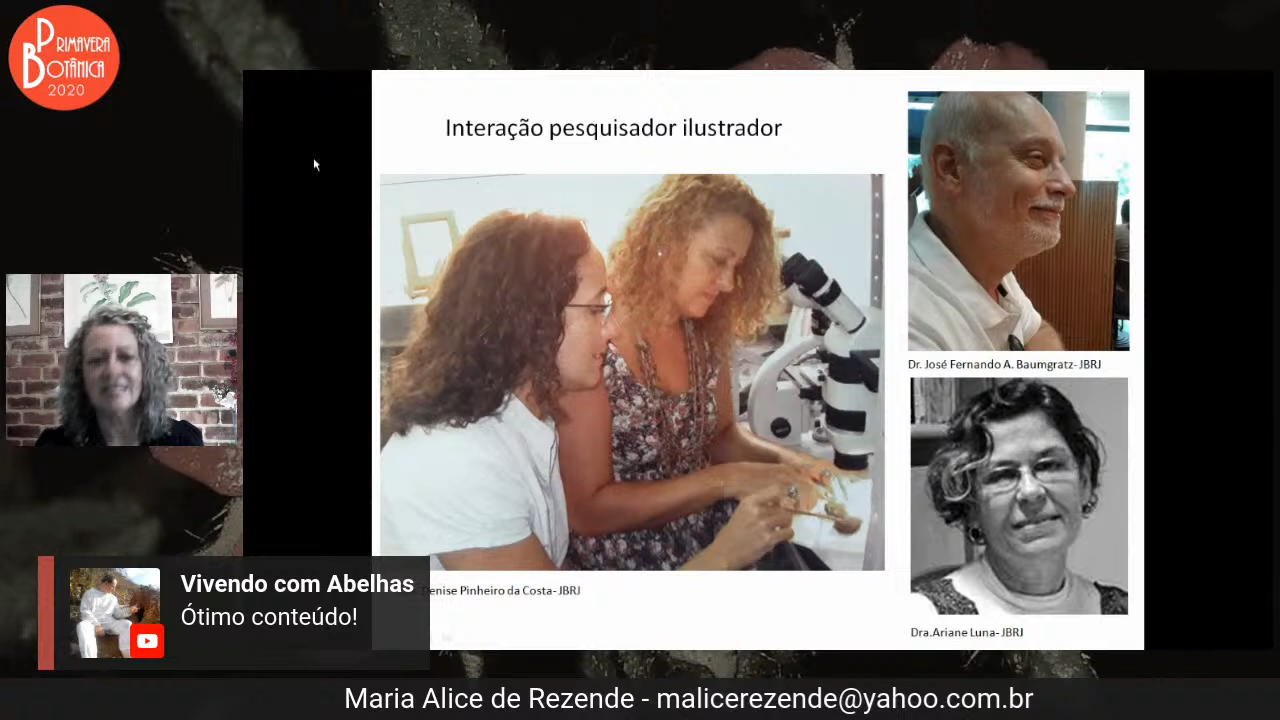 PRIMAVERA
BOTÂNICA
2020
Interação pesquisador ilustrador
Dr. José Fernando A. Baumgratz- JBRJ
Vivendo com Abelhas
Ótimo conteúdo!
Denise Pinheiro da Costa- JBRJ
Dra.Ariane Luna- JBRJ
Maria Alice de Rezende - malicerezende@yahoo.com.br